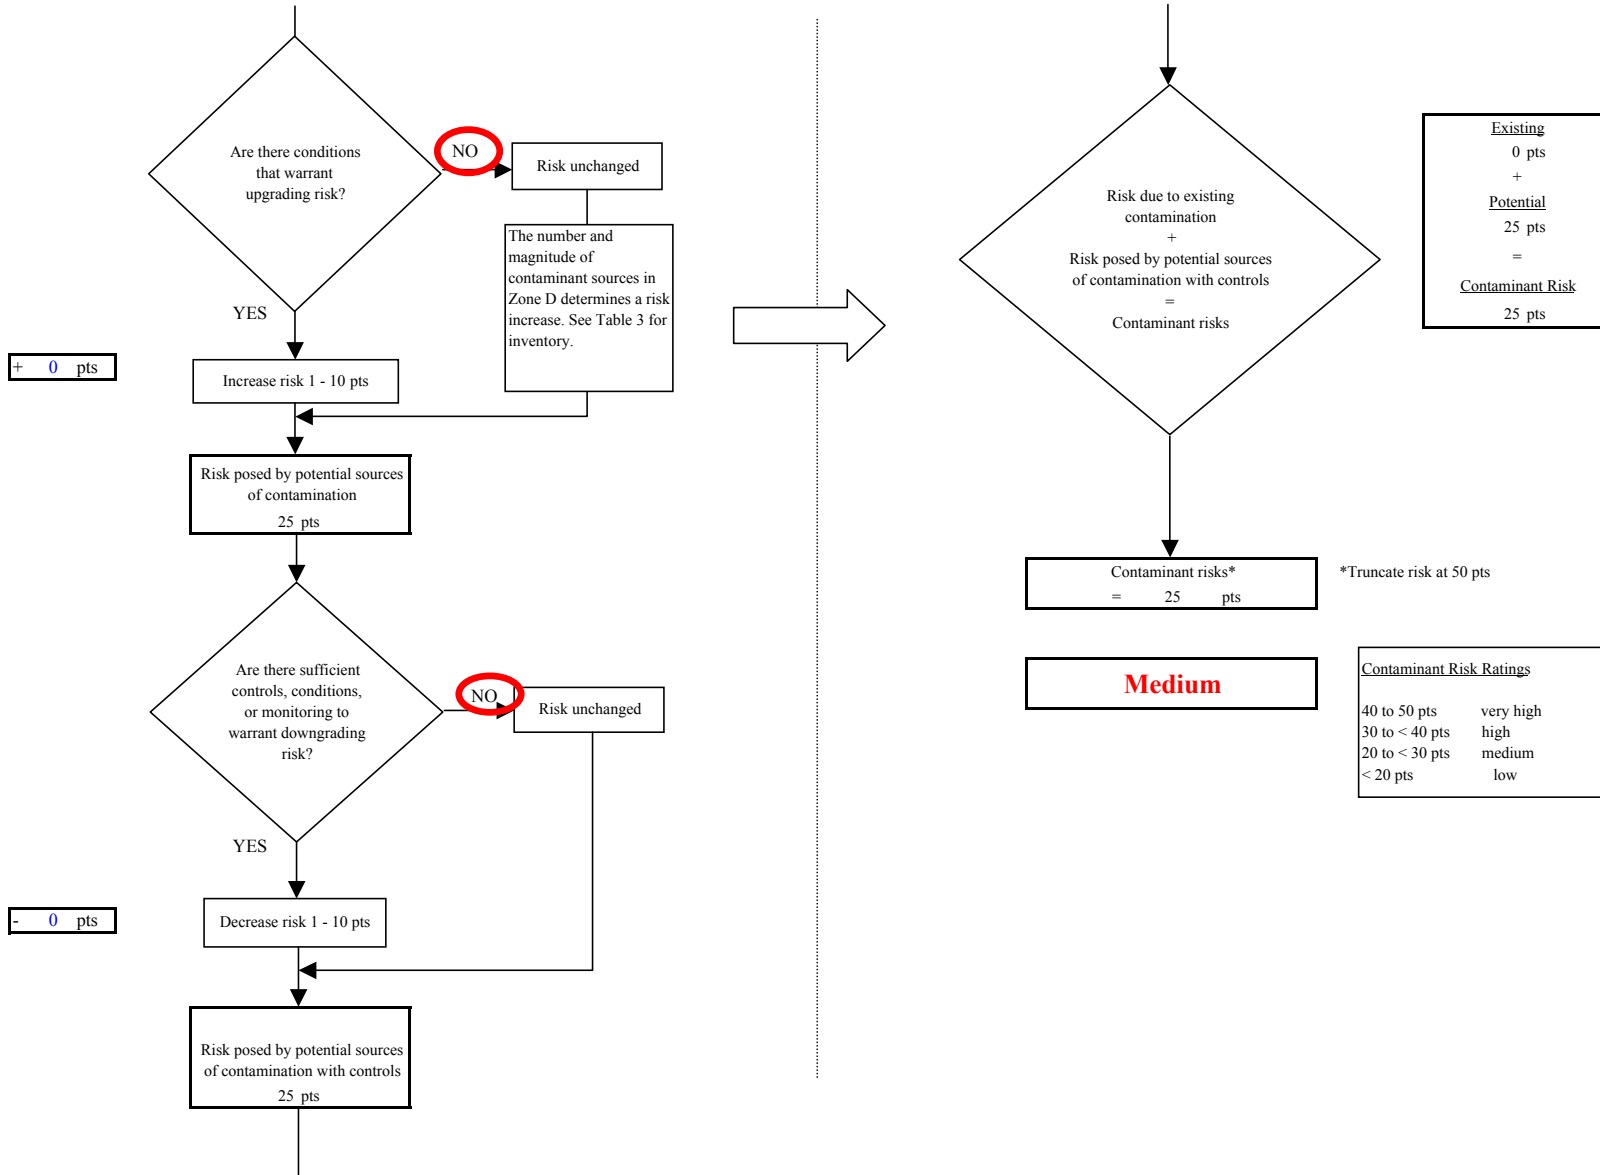 Are there conditions
that warrant
upgrading risk?
NO
Risk unchanged
The number and
magnitude of
contaminant sources in
Zone D determines a risk
increase. See Table 3 for
inventory.
YES
+ 0 pts
Increase risk 1 - 10 pts
Risk posed by potential sources
of contamination
25 pts
Are there sufficient
controls, conditions,
or monitoring to
warrant downgrading
risk?
NO
Risk unchanged
YES
- 0 pts
Decrease risk 1 - 10 pts
Risk posed by potential sources
of contamination with controls
25 pts
Risk due to existing
contamination
+
Risk posed by potential sources
of contamination with controls
=
Contaminant risks
Existing
0 pts
+
Potential
25 pts
=
Contaminant Risk
25 pts
Contaminant risks*
= 25 pts
*Truncate risk at 50 pts
Medium
Contaminant Risk Ratings
40 to 50 pts very high
30 to < 40 pts high
20 to < 30 pts medium
< 20 pts low